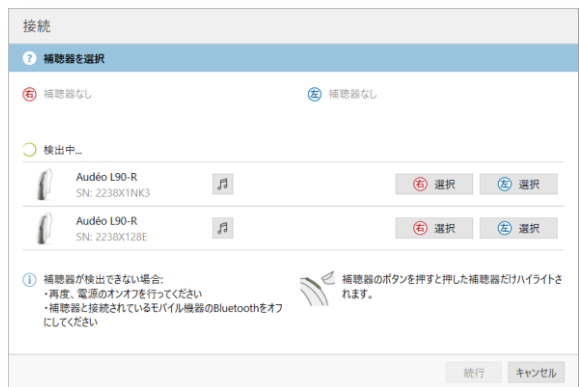 接続
? 補聴器を選択
右 補聴器なし
左 補聴器なし
検出中...
Audéo L90-R
SN: 2238X1NK3
右 選択
左 選択
Audéo L90-R
SN: 2238X128E
右 選択
左 選択
i 補聴器が検出できない場合:
・再度、電源のオンオフを行ってください
・補聴器と接続されているモバイル機器のBluetoothをオフ
にしてください
補聴器のボタンを押すと押した補聴器だけハイライトさ
れます。
続行
キャンセル